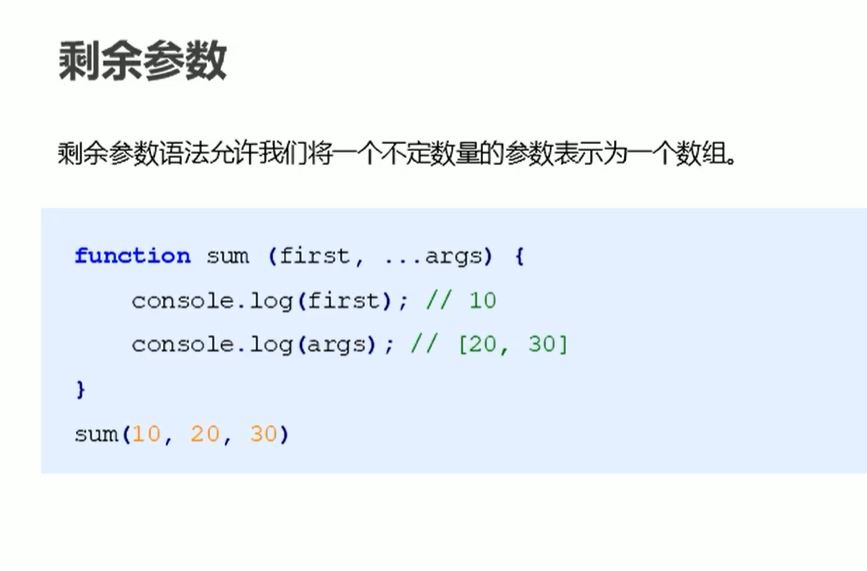 剩余参数
剩余参数语法允许我们将一个不定数量的参数表示为一个数组。
function sum (first, ...args) {
    console.log(first); // 10
    console.log(args); // [20, 30]
}
sum(10, 20, 30)